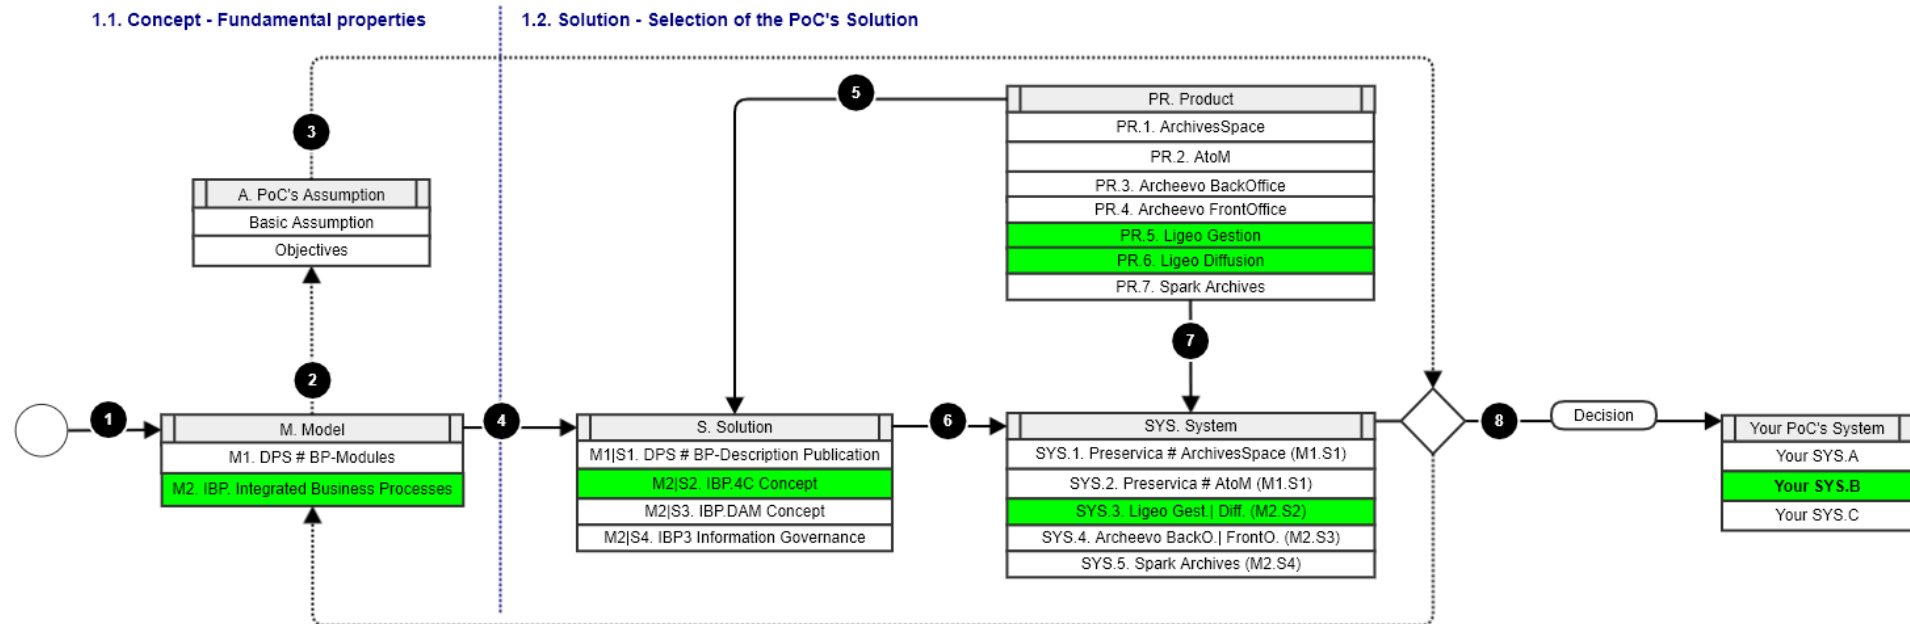 1.1. Concept - Fundamental properties
1.2. Solution - Selection of the PoC's Solution
3
A. PoC's Assumption
Basic Assumption
Objectives
5
PR. Product
PR.1. ArchivesSpace
PR.2. AtoM
PR.3. Archeevo BackOffice
PR.4. Archeevo FrontOffice
PR.5. Ligeo Gestion
PR.6. Ligeo Diffusion
PR.7. Spark Archives
7
2
1
M. Model
M1. DPS # BP-Modules
M2. IBP. Integrated Business Processes
4
S. Solution
M1|S1. DPS # BP-Description Publication
M2|S2. IBP.4C Concept
M2|S3. IBP.DAM Concept
M2|S4. IBP3 Information Governance
6
SYS. System
SYS.1. Preservica # ArchivesSpace (M1.S1)
SYS.2. Preservica # AtoM (M1.S1)
SYS.3. Ligeo Gest.| Diff. (M2.S2)
SYS.4. Archeevo BackO.| FrontO. (M2.S3)
SYS.5. Spark Archives (M2.S4)
8
Decision
Your PoC's System
Your SYS.A
Your SYS.B
Your SYS.C